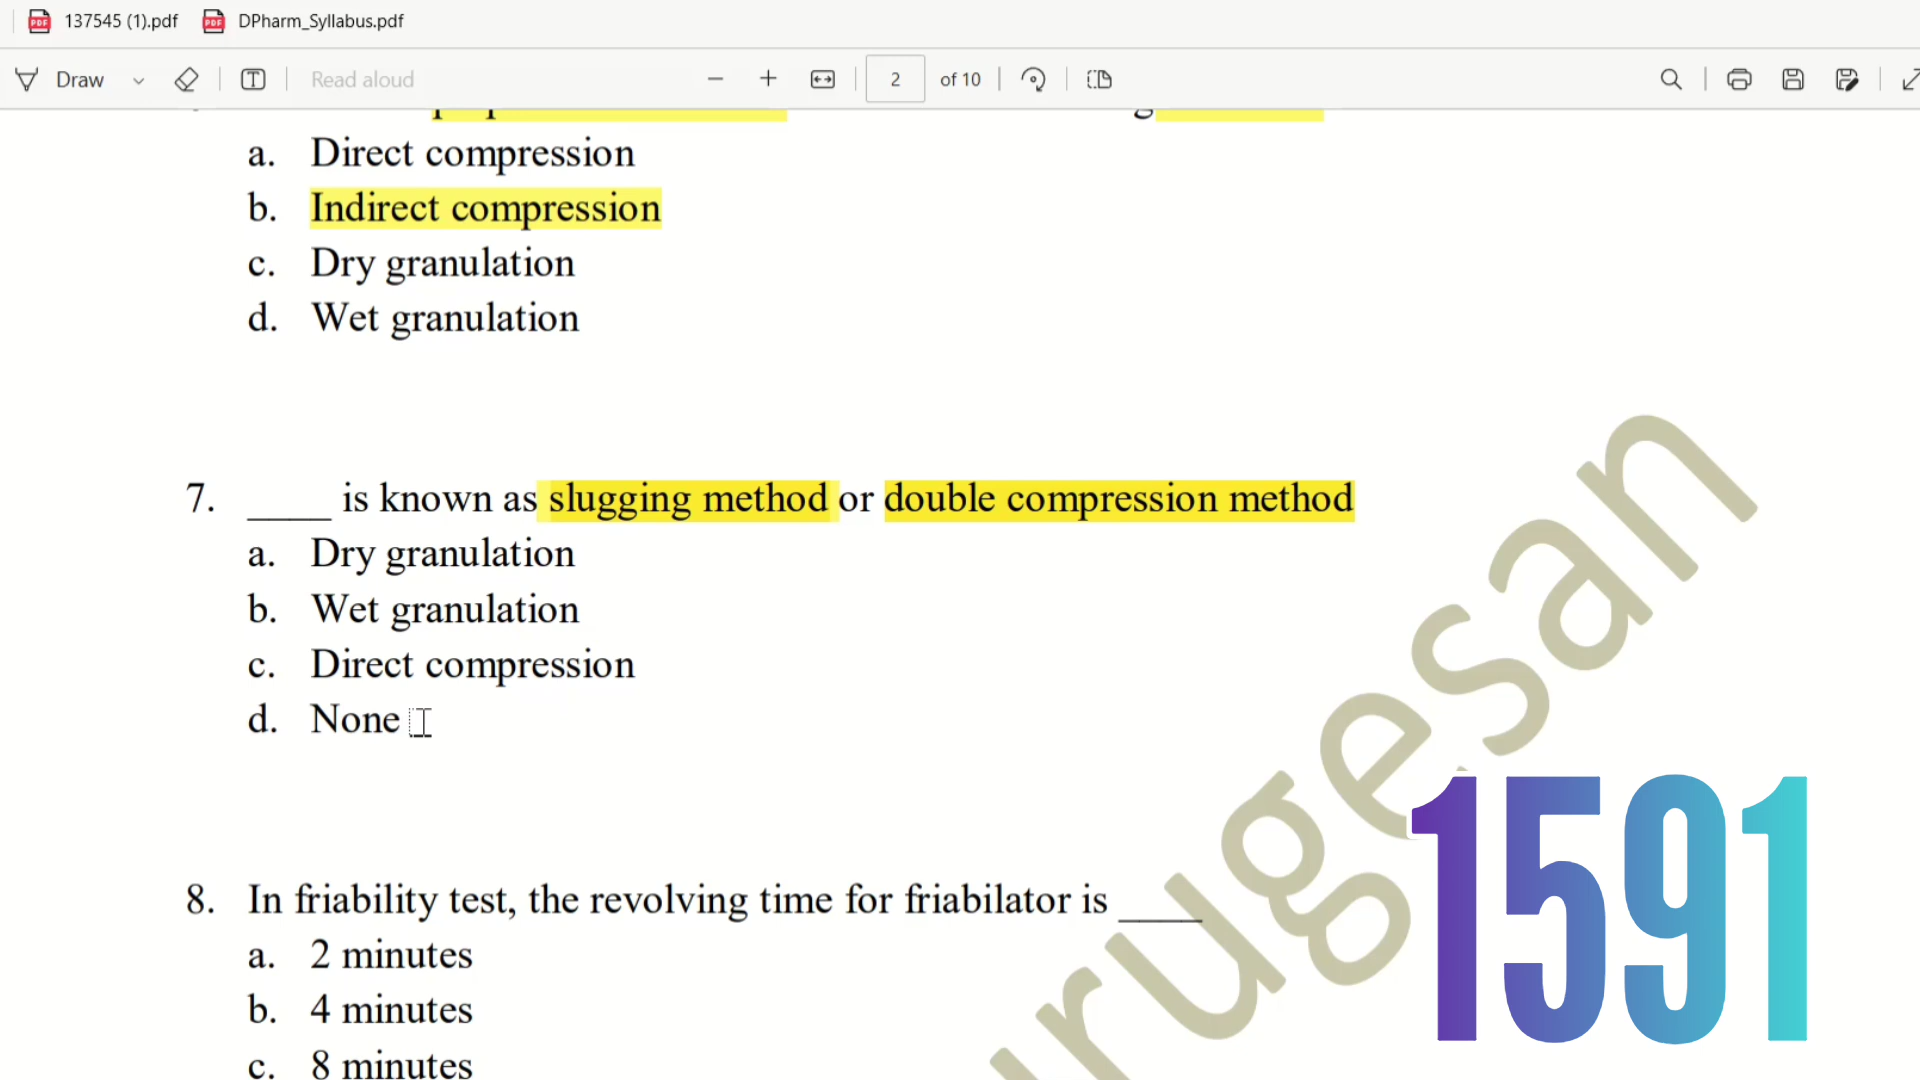 137545 (1).pdf DPharm_Syllabus.pdf
Draw Read aloud 2 of 10
a. Direct compression
b. Indirect compression
c. Dry granulation
d. Wet granulation
7. ____ is known as slugging method or double compression method
a. Dry granulation
b. Wet granulation
c. Direct compression
d. None
8. In friability test, the revolving time for friabilator is ____
a. 2 minutes
b. 4 minutes
c. 8 minutes
rugesan
1591